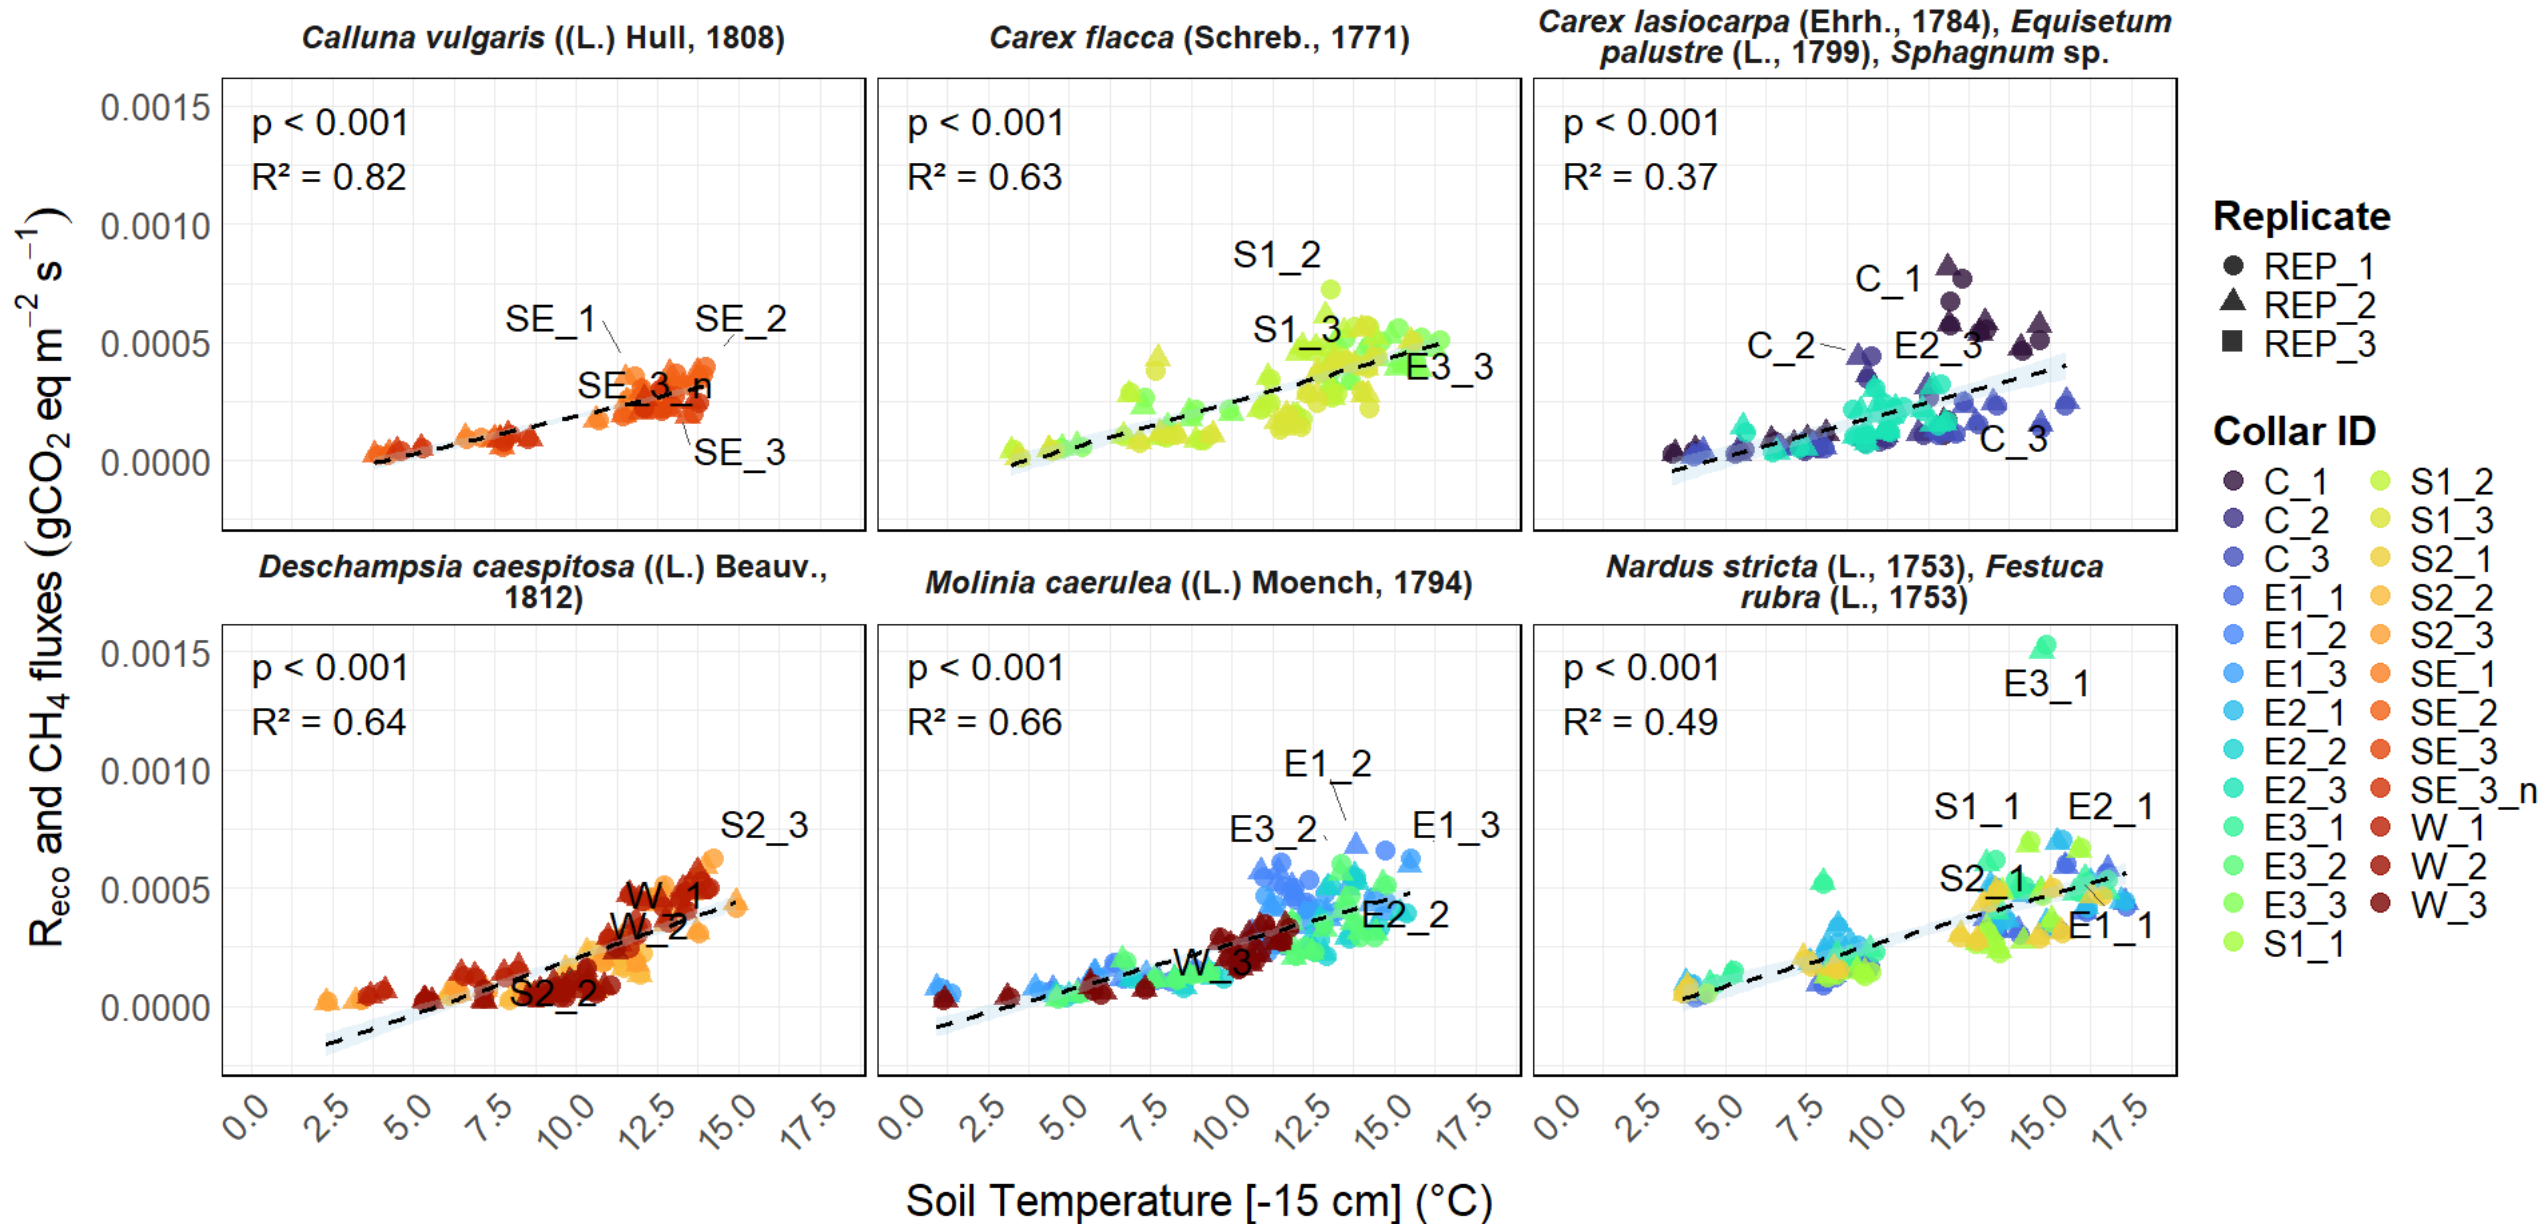 Calluna vulgaris ((L.) Hull, 1808)
Carex flacca (Schreb., 1771)
Carex lasiocarpa (Ehrh., 1784), Equisetum
palustre (L., 1799), Sphagnum sp.
p < 0.001
R² = 0.82
SE_1
SE_2
SE_3_n
SE_3
p < 0.001
R² = 0.63
S1_2
S1_3
E3_3
p < 0.001
R² = 0.37
C_1
C_2
E2_3
C_3
0.0015
0.0010
0.0005
0.0000
Deschampsia caespitosa ((L.) Beauv.,
1812)
Molinia caerulea ((L.) Moench, 1794)
Nardus stricta (L., 1753), Festuca
rubra (L., 1753)
p < 0.001
R² = 0.64
S2_3
W_1
W_2
S2_2
p < 0.001
R² = 0.66
E1_2
E3_2
E1_3
E2_2
W_3
p < 0.001
R² = 0.49
E3_1
S1_1
E2_1
S2_1
E1_1
0.0015
0.0010
0.0005
0.0000
0.0 2.5 5.0 7.5 10.0 12.5 15.0 17.5
0.0 2.5 5.0 7.5 10.0 12.5 15.0 17.5
0.0 2.5 5.0 7.5 10.0 12.5 15.0 17.5
Soil Temperature [-15 cm] (°C)
R_eco and CH₄ fluxes (gCO₂ eq m⁻² s⁻¹)
Replicate
REP_1
REP_2
REP_3
Collar ID
C_1
C_2
C_3
E1_1
E1_2
E1_3
E2_1
E2_2
E2_3
E3_1
E3_2
E3_3
S1_1
S1_2
S1_3
S2_1
S2_2
S2_3
SE_1
SE_2
SE_3
SE_3_n
W_1
W_2
W_3